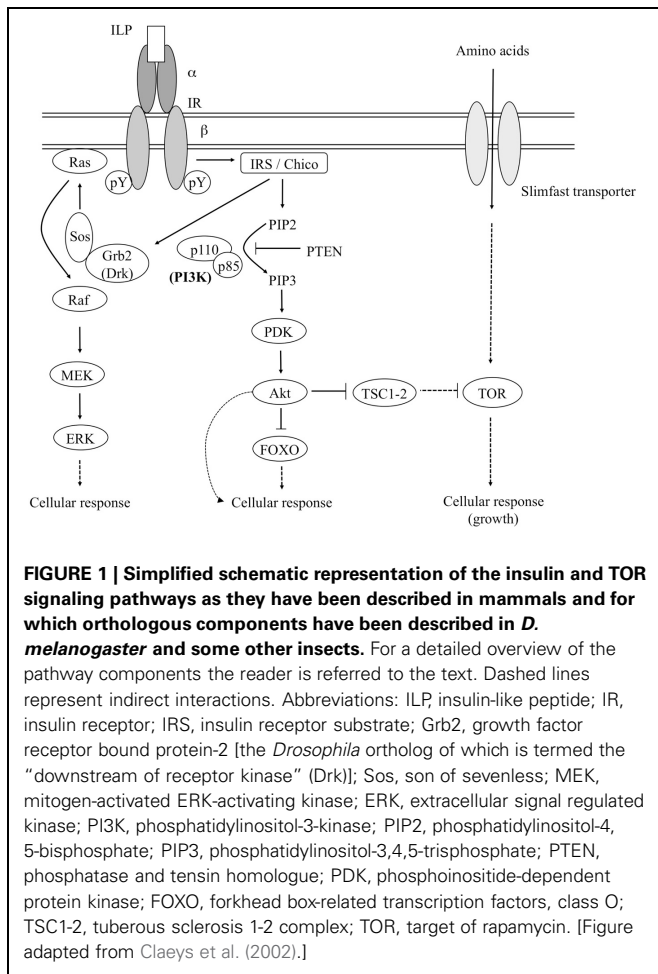 ILP
Amino acids
α
IR
β
Ras
IRS / Chico
pY
pY
Slimfast transporter
Sos
PIP2
Grb2
(Drk)
p110
p85
PTEN
(PI3K)
PIP3
Raf
PDK
MEK
Akt
TSC1-2
TOR
ERK
FOXO
Cellular response
Cellular response
Cellular response
(growth)
FIGURE 1 | Simplified schematic representation of the insulin and TOR
signaling pathways as they have been described in mammals and for
which orthologous components have been described in D.
melanogaster and some other insects. For a detailed overview of the
pathway components the reader is referred to the text. Dashed lines
represent indirect interactions. Abbreviations: ILP, insulin-like peptide; IR,
insulin receptor; IRS, insulin receptor substrate; Grb2, growth factor
receptor bound protein-2 [the Drosophila ortholog of which is termed the
“downstream of receptor kinase” (Drk)]; Sos, son of sevenless; MEK,
mitogen-activated ERK-activating kinase; ERK, extracellular signal regulated
kinase; PI3K, phosphatidylinositol-3-kinase; PIP2, phosphatidylinositol-4,
5-bisphosphate; PIP3, phosphatidylinositol-3,4,5-trisphosphate; PTEN,
phosphatase and tensin homologue; PDK, phosphoinositide-dependent
protein kinase; FOXO, forkhead box-related transcription factors, class O;
TSC1-2, tuberous sclerosis 1-2 complex; TOR, target of rapamycin. [Figure
adapted from Claeys et al. (2002).]